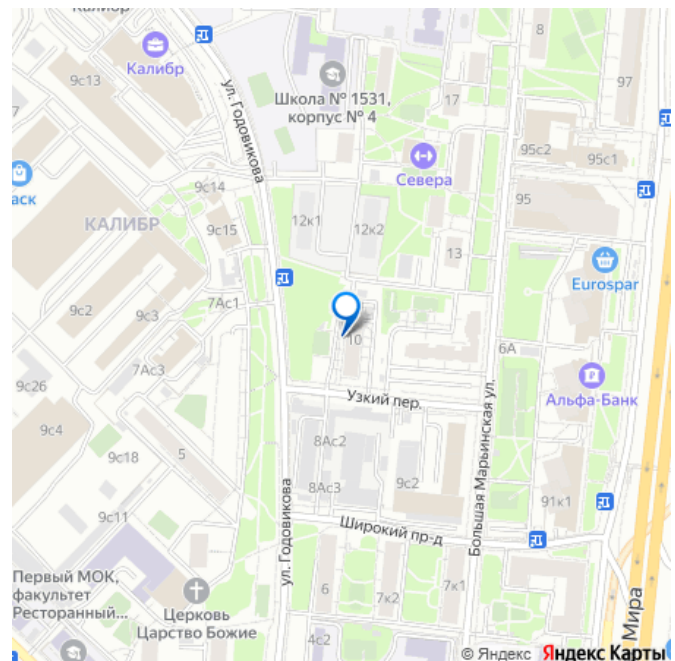 Калибр
Калибр
9с13
ул. Годовикова
Школа № 1531,
корпус № 4
8
97
17
95с2
95с1
Севера
9с14
95
аск
КАЛИБР
9с15
12к1
12к2
13
Eurospar
7Ас1
9с2
9с3
10
6А
7Ас3
9с26
Узкий пер.
Альфа-Банк
9с4
8Ас2
Большая Марьинская ул.
9с18
5
8Ас3
9с2
91к1
9с11
ул. Годовикова
Широкий пр-д
Первый МОК,
факультет
Ресторанный...
Церковь
Царство Божие
6
7к2
7к1
4с2
Мира
© Яндекс Яндекс Карты